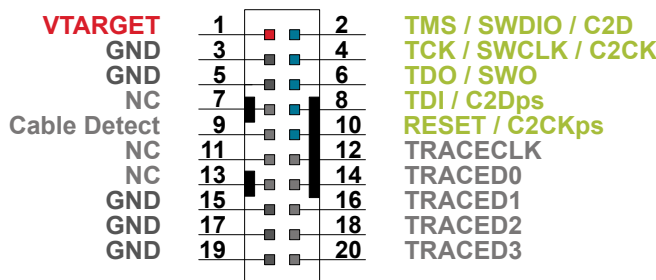 VTARGET 1 2 TMS / SWDIO / C2D
GND 3 4 TCK / SWCLK / C2CK
GND 5 6 TDO / SWO
NC 7 8 TDI / C2Dps
Cable Detect 9 10 RESET / C2CKps
NC 11 12 TRACECLK
NC 13 14 TRACED0
GND 15 16 TRACED1
GND 17 18 TRACED2
GND 19 20 TRACED3